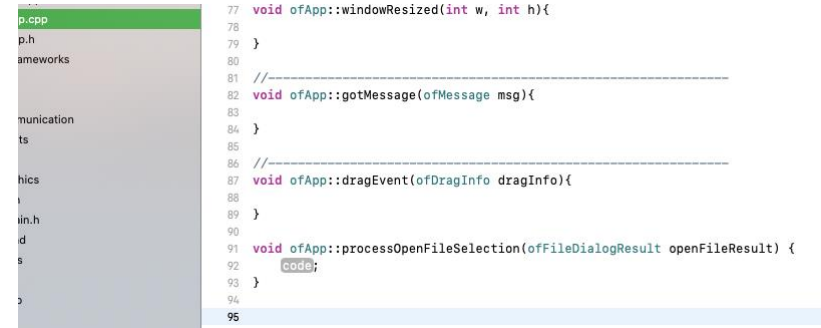 p.cpp
p.h
ameworks
munication
ts
hics
ain.h
d
s
77 void ofApp::windowResized(int w, int h){
78
79 }
80
81 //--------------------------------------------------------------
82 void ofApp::gotMessage(ofMessage msg){
83
84 }
85
86 //--------------------------------------------------------------
87 void ofApp::dragEvent(ofDragInfo dragInfo){
88
89 }
90
91 void ofApp::processOpenFileSelection(ofFileDialogResult openFileResult) {
92 code;
93 }
94
95